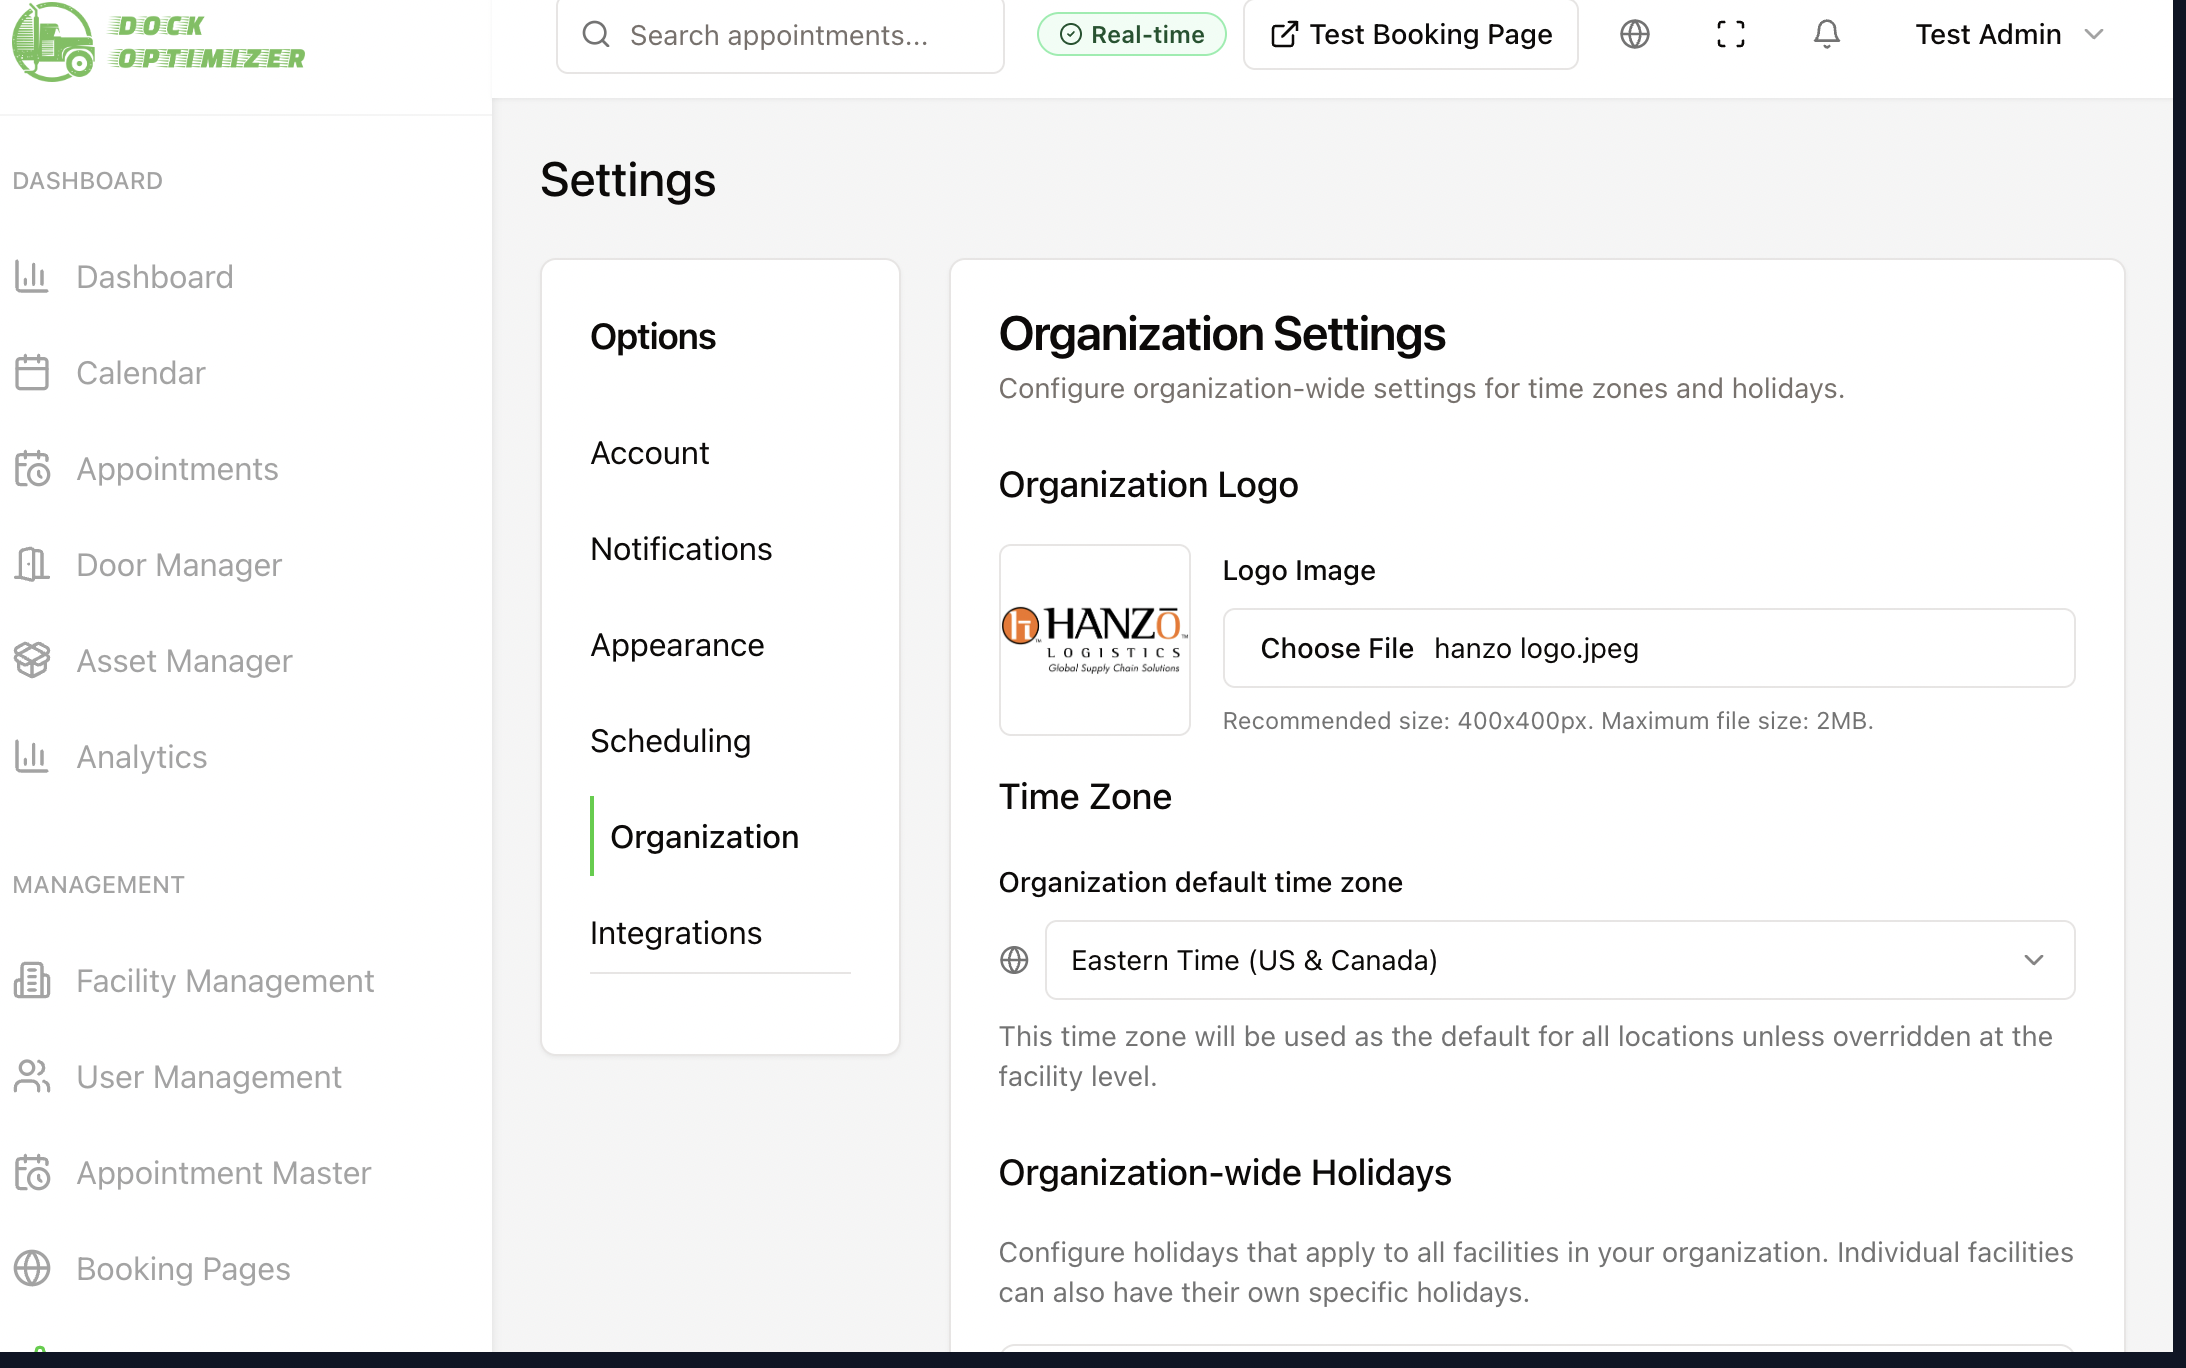 DOCK
OPTIMIZER
Search appointments...
Real-time
Test Booking Page
Test Admin
DASHBOARD
Dashboard
Calendar
Appointments
Door Manager
Asset Manager
Analytics
MANAGEMENT
Facility Management
User Management
Appointment Master
Booking Pages
Settings
Options
Account
Notifications
Appearance
Scheduling
Organization
Integrations
Organization Settings
Configure organization-wide settings for time zones and holidays.
Organization Logo
h™ HANZŌ™
LOGISTICS
Global Supply Chain Solutions
Logo Image
Choose File hanzo logo.jpeg
Recommended size: 400x400px. Maximum file size: 2MB.
Time Zone
Organization default time zone
Eastern Time (US & Canada)
This time zone will be used as the default for all locations unless overridden at the
facility level.
Organization-wide Holidays
Configure holidays that apply to all facilities in your organization. Individual facilities
can also have their own specific holidays.